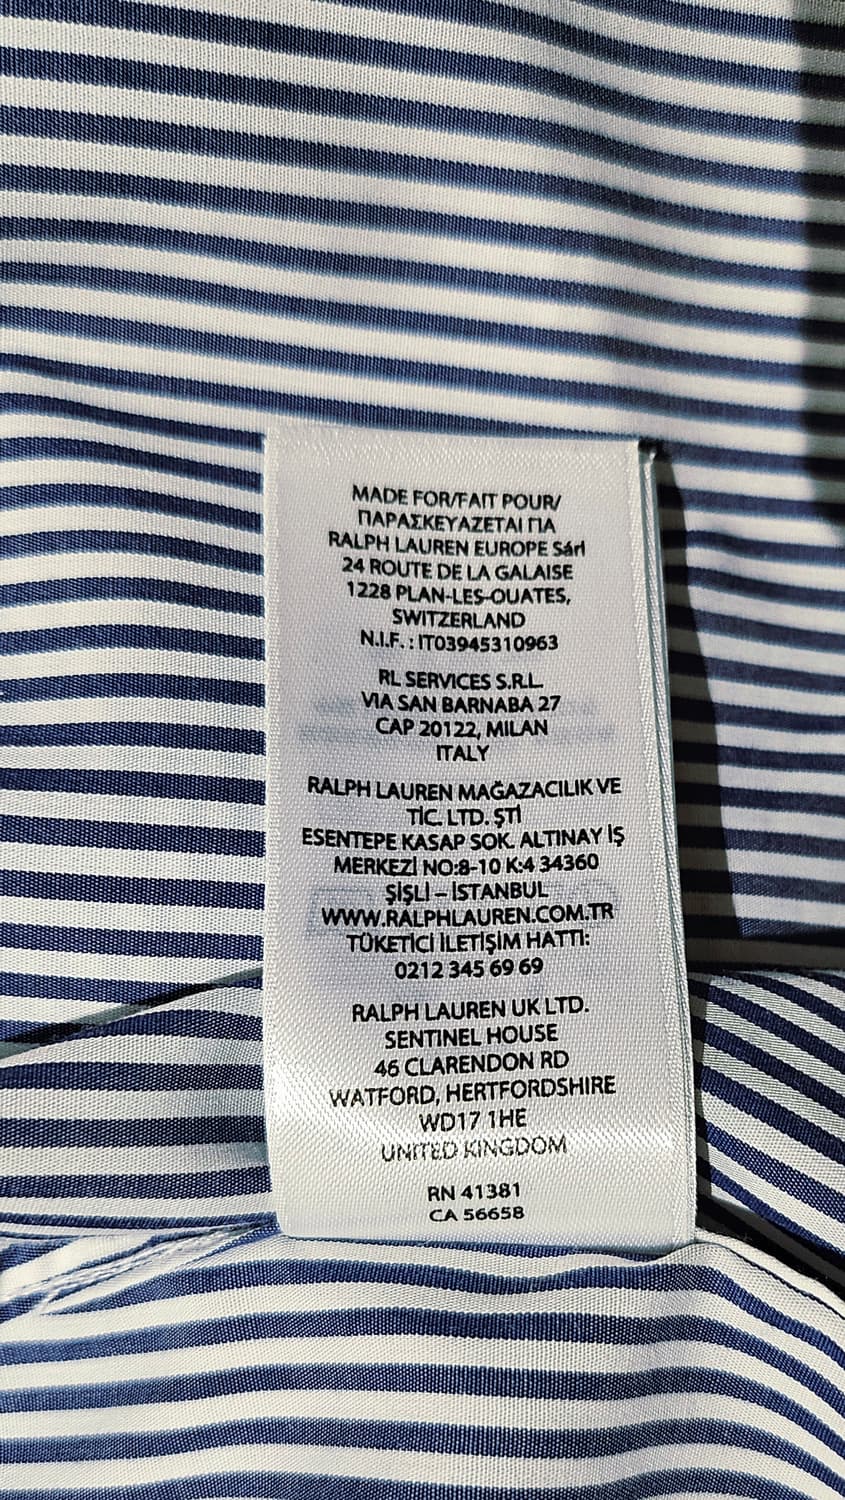 MADE FOR/FAIT POUR/
ΠΑΡΑΣΚΕΥΑΖΕΤΑΙ ΓΙΑ
RALPH LAUREN EUROPE Sárl
24 ROUTE DE LA GALAISE
1228 PLAN-LES-OUATES,
SWITZERLAND
N.I.F. : IT03945310963
RL SERVICES S.R.L.
VIA SAN BARNABA 27
CAP 20122, MILAN
ITALY
RALPH LAUREN MAĞAZACILIK VE
TİC. LTD. ŞTİ
ESENTEPE KASAP SOK. ALTINAY İŞ
MERKEZİ NO:8-10 K:4 34360
ŞİŞLİ – İSTANBUL
WWW.RALPHLAUREN.COM.TR
TÜKETİCİ İLETİŞİM HATTI:
0212 345 69 69
RALPH LAUREN UK LTD.
SENTINEL HOUSE
46 CLARENDON RD
WATFORD, HERTFORDSHIRE
WD17 1HE
UNITED KINGDOM
RN 41381
CA 56658